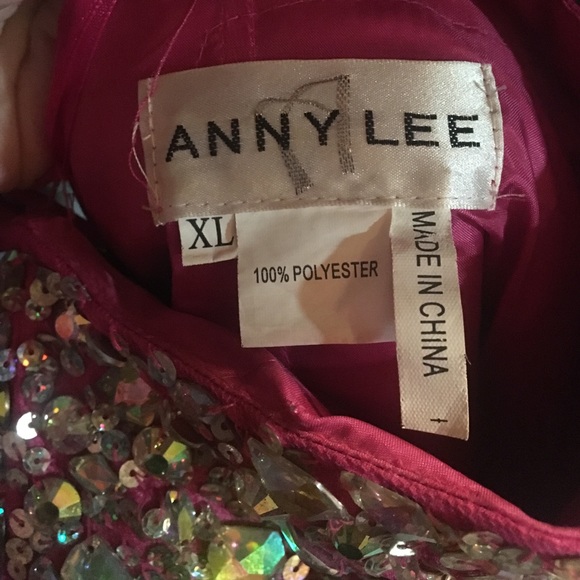 ANNY LEE
XL
100% POLYESTER
MADE IN CHiNA